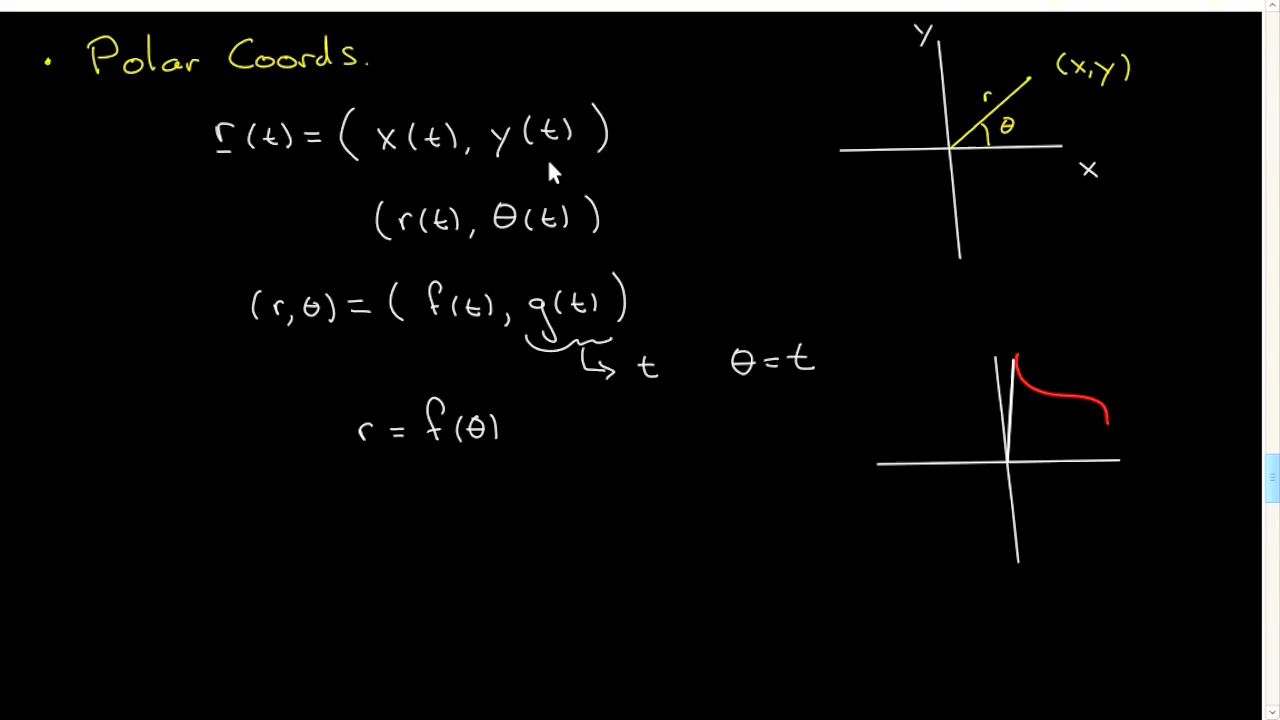 • Polar Coords.
r(t) = ( x(t), y(t) )
(r(t), θ(t) )
(r, θ) = ( f(t), g(t) )
↳ t θ = t
r = f(θ)
y
(x, y)
r
θ
x